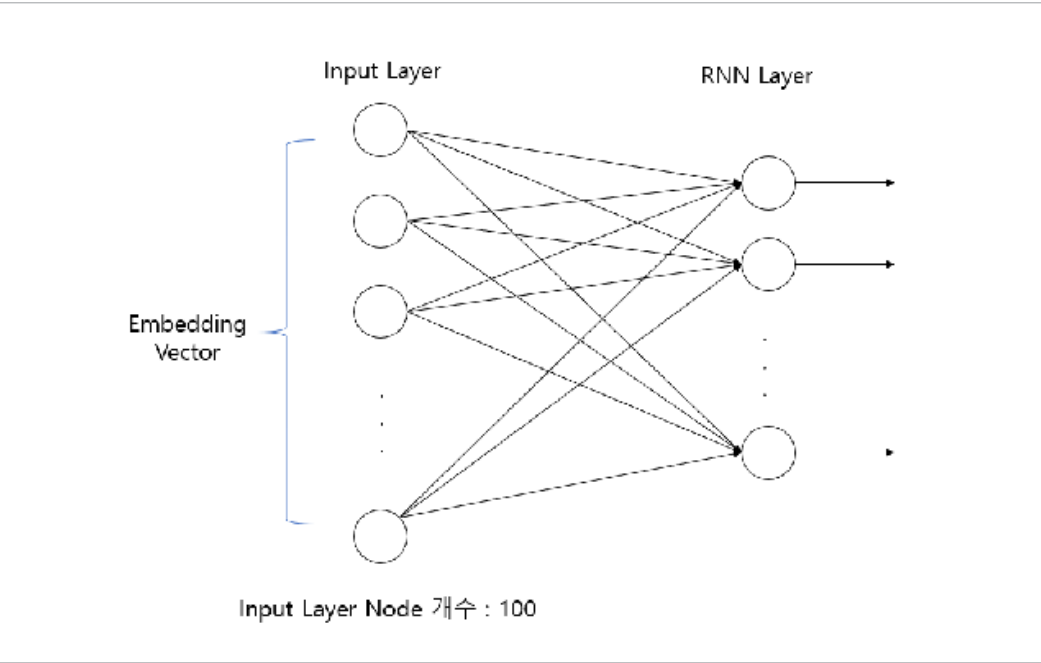 Input Layer
RNN Layer
Embedding
Vector
Input Layer Node 개수 : 100